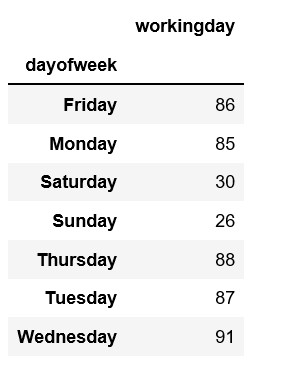 workingday
dayofweek
Friday 86
Monday 85
Saturday 30
Sunday 26
Thursday 88
Tuesday 87
Wednesday 91